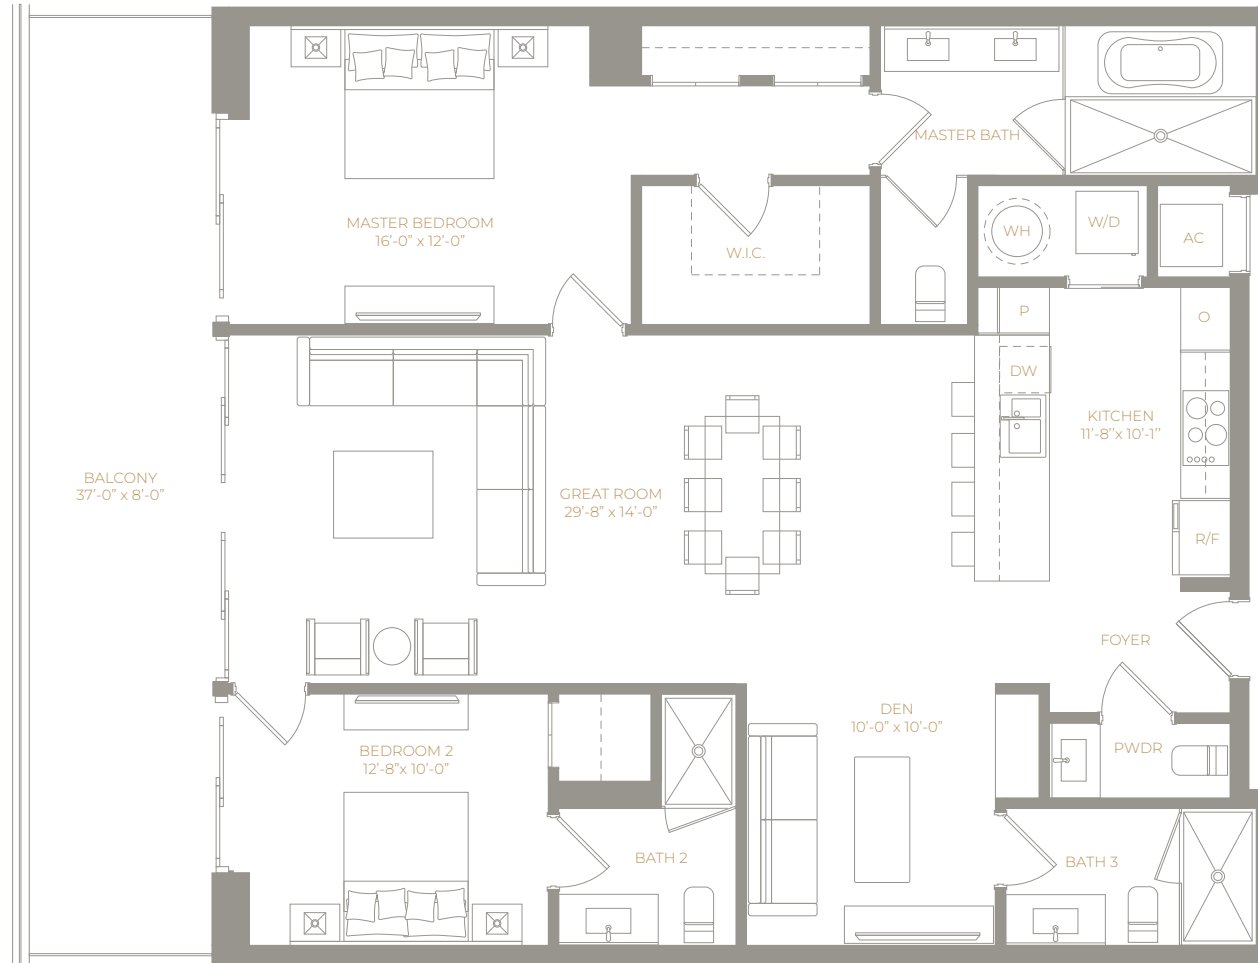 MASTER BATH
MASTER BEDROOM
16'-0” x 12'-0”
W.I.C.
WH
W/D
AC
P
O
DW
KITCHEN
11'-8’’x 10'-1’’
BALCONY
37'-0” x 8'-0”
GREAT ROOM
29'-8” x 14'-0”
R/F
FOYER
DEN
10'-0” x 10'-0”
BEDROOM 2
12'-8”x 10'-0”
PWDR
BATH 2
BATH 3